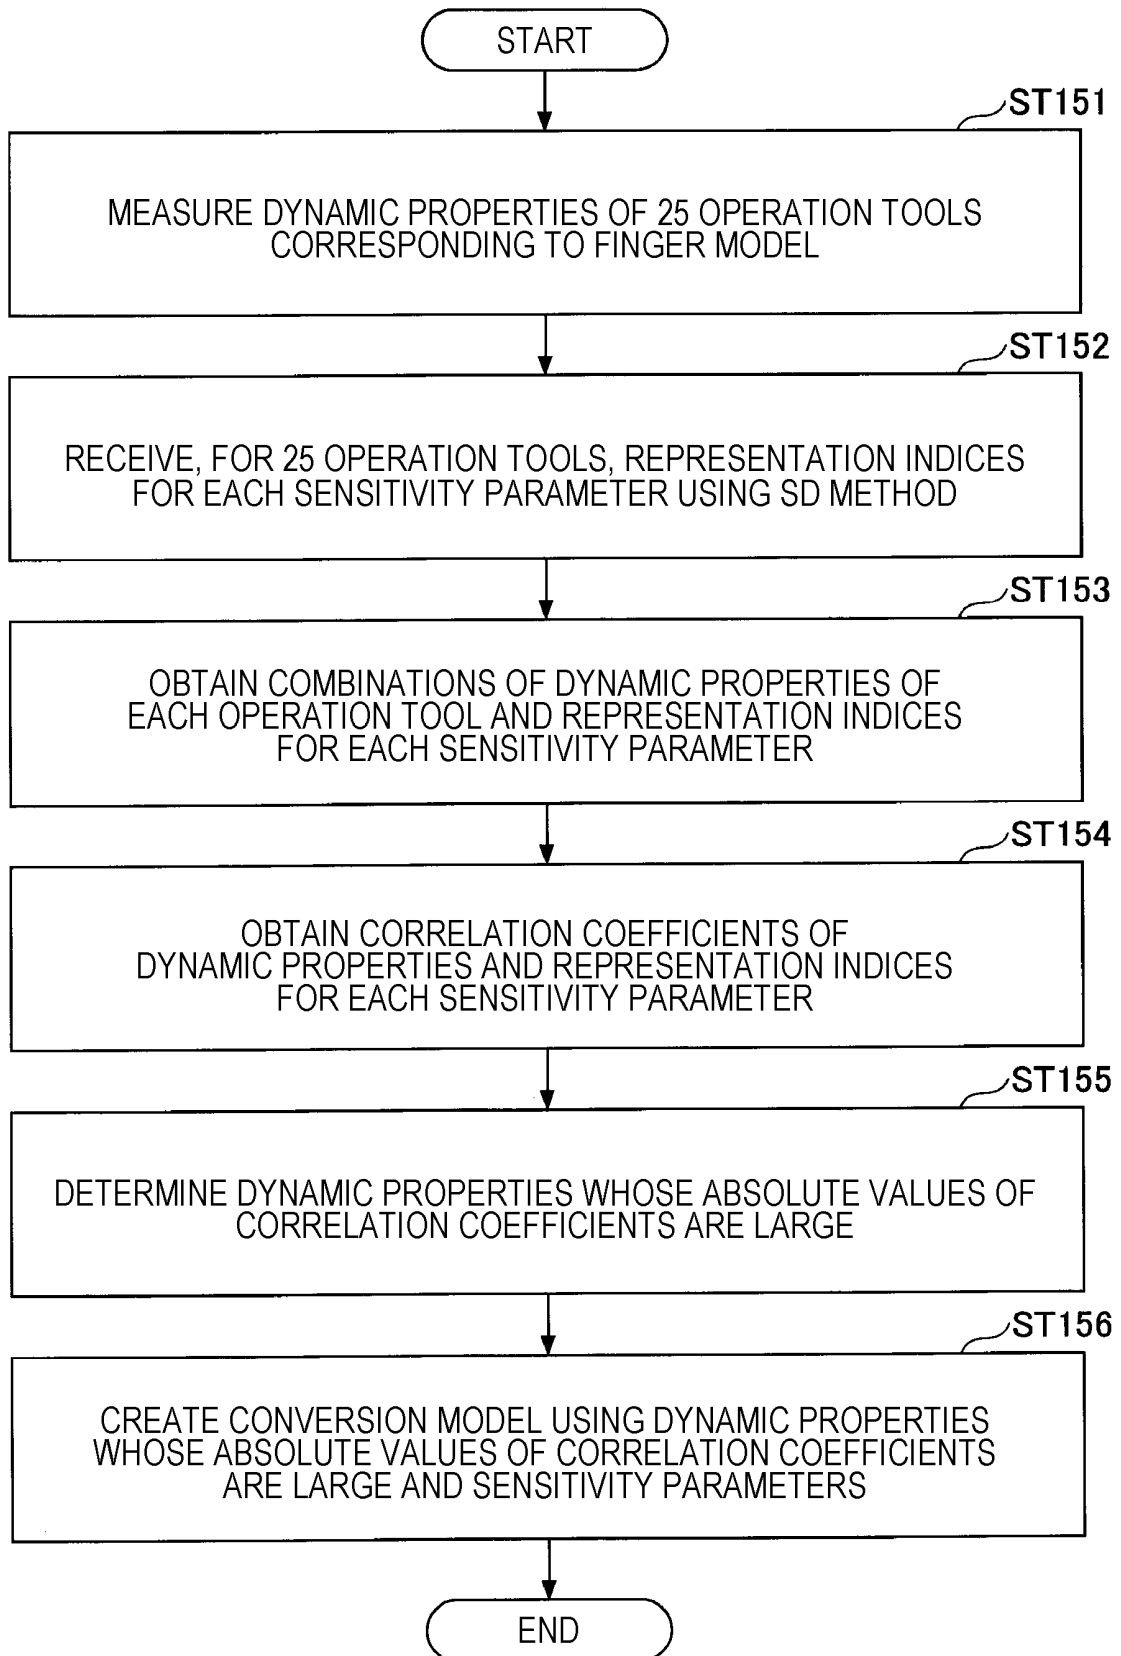 START
ST151
MEASURE DYNAMIC PROPERTIES OF 25 OPERATION TOOLS
CORRESPONDING TO FINGER MODEL
ST152
RECEIVE, FOR 25 OPERATION TOOLS, REPRESENTATION INDICES
FOR EACH SENSITIVITY PARAMETER USING SD METHOD
ST153
OBTAIN COMBINATIONS OF DYNAMIC PROPERTIES OF
EACH OPERATION TOOL AND REPRESENTATION INDICES
FOR EACH SENSITIVITY PARAMETER
ST154
OBTAIN CORRELATION COEFFICIENTS OF
DYNAMIC PROPERTIES AND REPRESENTATION INDICES
FOR EACH SENSITIVITY PARAMETER
ST155
DETERMINE DYNAMIC PROPERTIES WHOSE ABSOLUTE VALUES OF
CORRELATION COEFFICIENTS ARE LARGE
ST156
CREATE CONVERSION MODEL USING DYNAMIC PROPERTIES
WHOSE ABSOLUTE VALUES OF CORRELATION COEFFICIENTS
ARE LARGE AND SENSITIVITY PARAMETERS
END